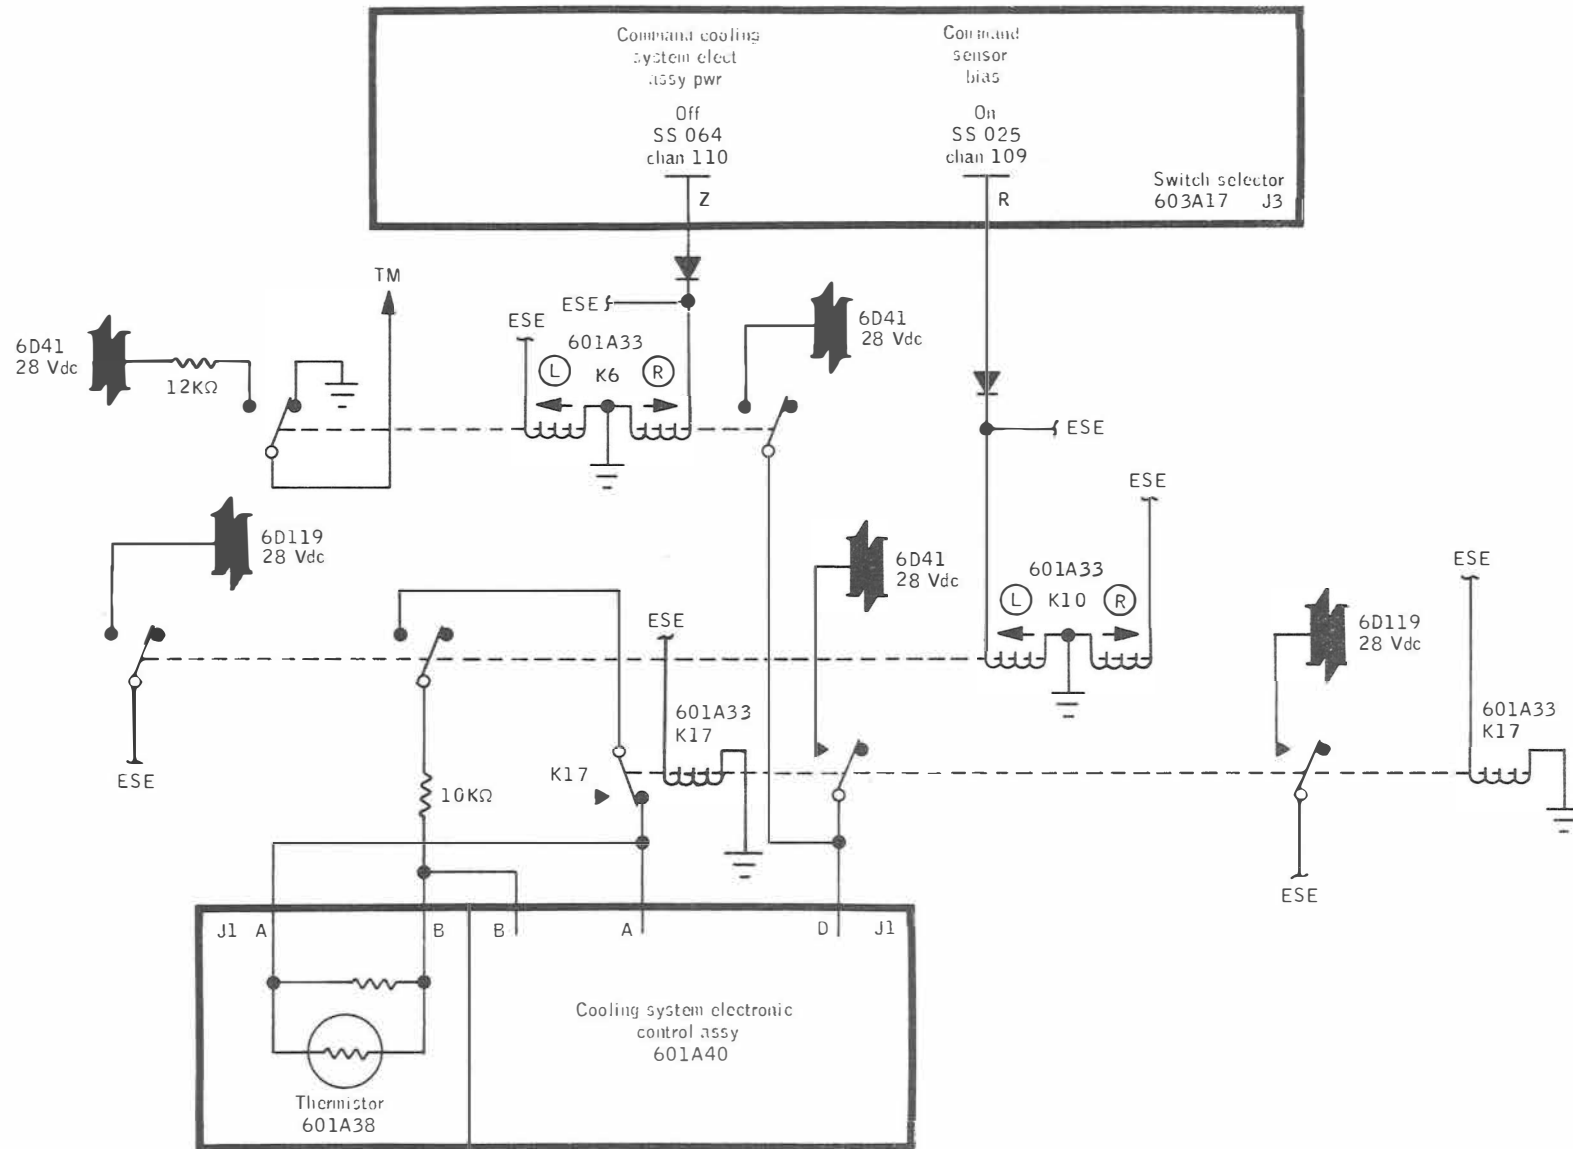 Command cooling
system elect
assy pwr
Off
SS 064
chan 110
Z
Command
sensor
bias
On
SS 025
chan 109
R
Switch selector
603A17 J3
TM
6D41
28 Vdc
12KΩ
ESE
ESE
601A33
L K6 R
6D41
28 Vdc
ESE
ESE
6D119
28 Vdc
6D41
28 Vdc
601A33
L K10 R
ESE
ESE
6D119
28 Vdc
601A33
K17
601A33
K17
ESE
K17
10KΩ
ESE
J1 A B B A D J1
Cooling system electronic
control assy
601A40
Thermistor
601A38